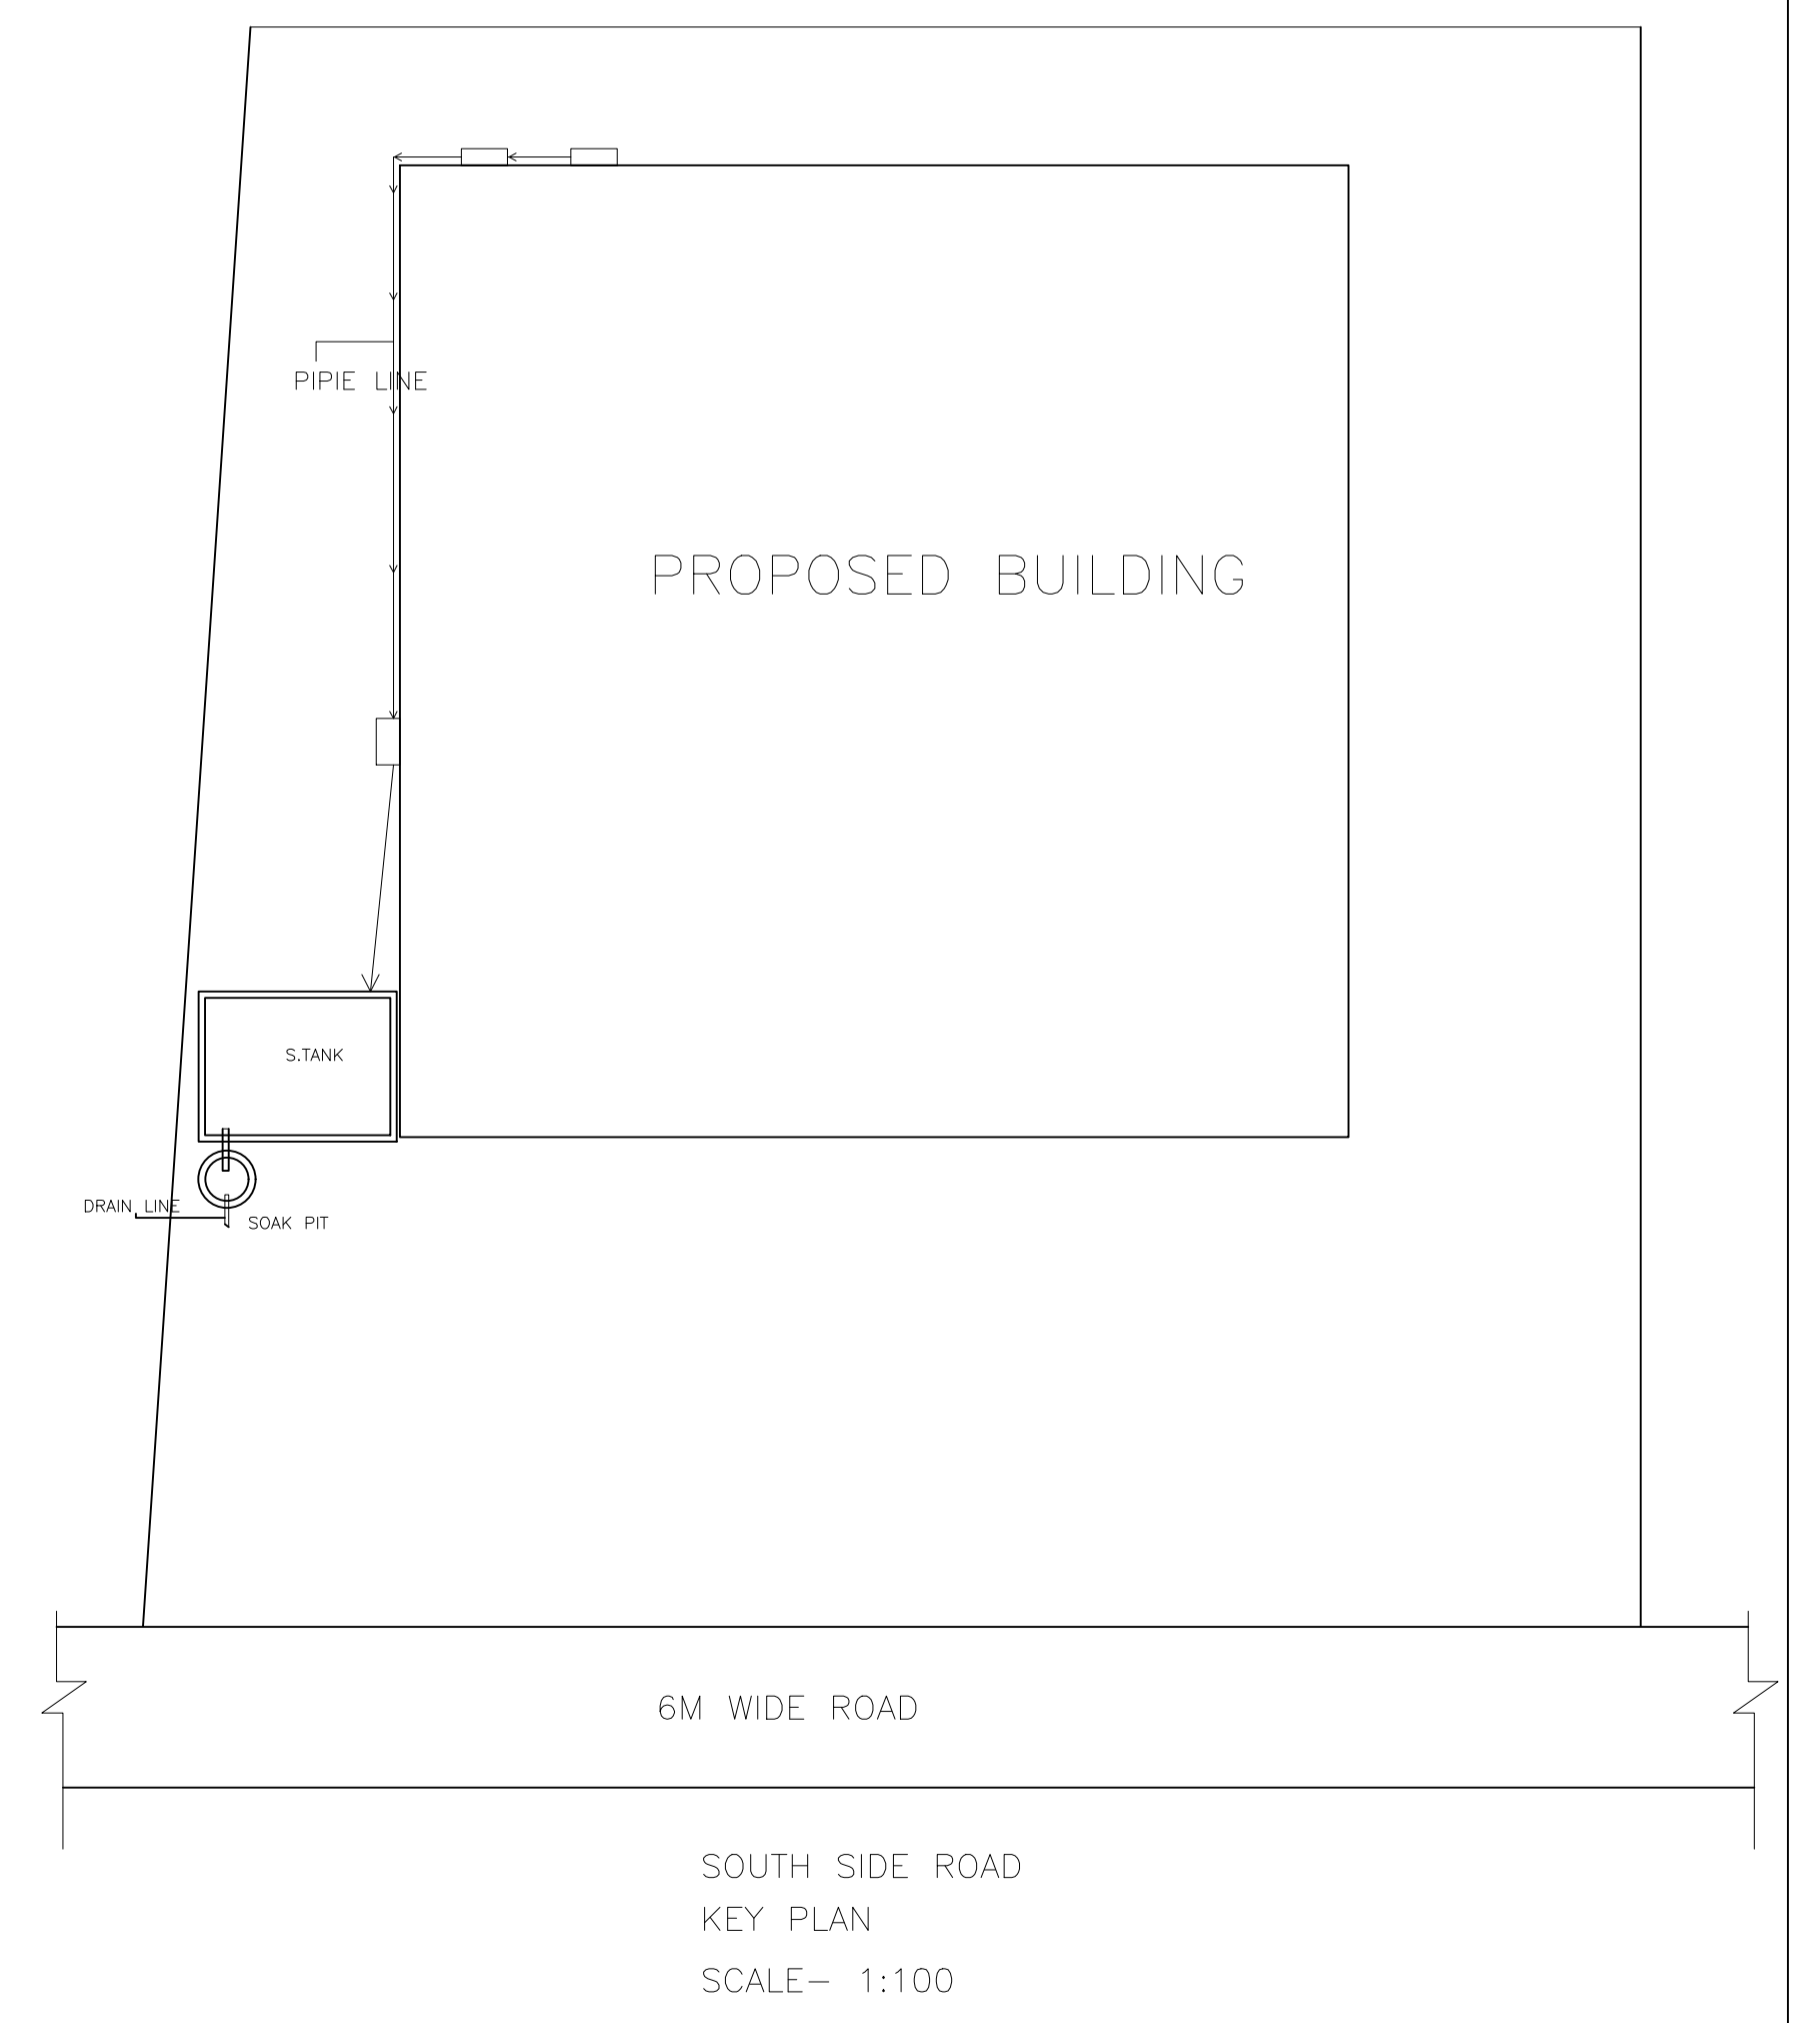 PIPIE LINE
PROPOSED BUILDING
S.TANK
DRAIN LINE
SOAK PIT
6M WIDE ROAD
SOUTH SIDE ROAD
KEY PLAN
SCALE- 1:100